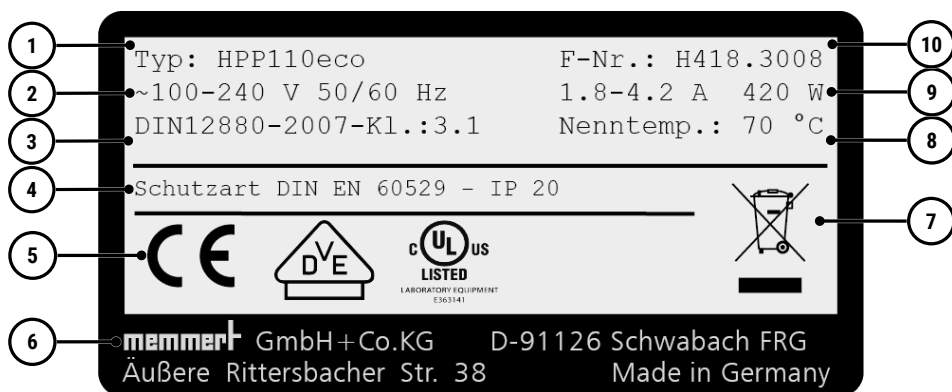 1
Typ: HPP110eco F-Nr.: H418.3008
10
2
~100-240 V 50/60 Hz 1.8-4.2 A 420 W
9
3
DIN12880-2007-Kl.:3.1 Nenntemp.: 70 °C
8
4
Schutzart DIN EN 60529 - IP 20
7
5
CE
DVE
C UL US
LISTED
LABORATORY EQUIPMENT
E363141
6
memmert GmbH+Co.KG D-91126 Schwabach FRG
Äußere Rittersbacher Str. 38 Made in Germany